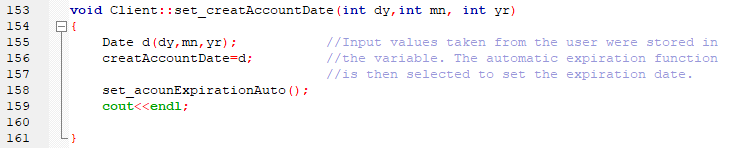 153 void Client::set_creatAccountDate(int dy,int mn, int yr)
154 {
155 Date d(dy,mn,yr); //Input values taken from the user were stored in
156 creatAccountDate=d; //the variable. The automatic expiration function
157 //is then selected to set the expiration date.
158 set_acounExpirationAuto();
159 cout<<endl;
160
161 }